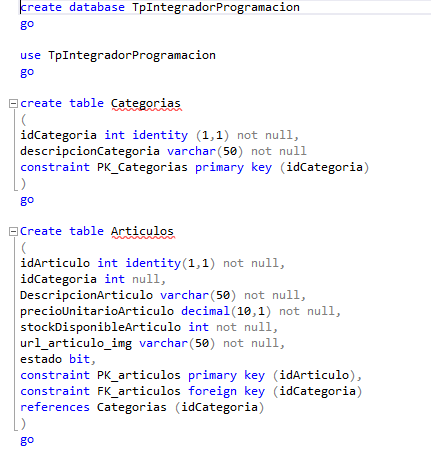 create database TpIntegradorProgramacion
go
use TpIntegradorProgramacion
go
create table Categorias
(
idCategoria int identity (1,1) not null,
descripcionCategoria varchar(50) not null
constraint PK_Categorias primary key (idCategoria)
)
go
Create table Articulos
(
idArticulo int identity(1,1) not null,
idCategoria int null,
DescripcionArticulo varchar(50) not null,
precioUnitarioArticulo decimal(10,1) not null,
stockDisponibleArticulo int not null,
url_articulo_img varchar(50) not null,
estado bit,
constraint PK_articulos primary key (idArticulo),
constraint FK_articulos foreign key (idCategoria)
references Categorias (idCategoria)
)
go